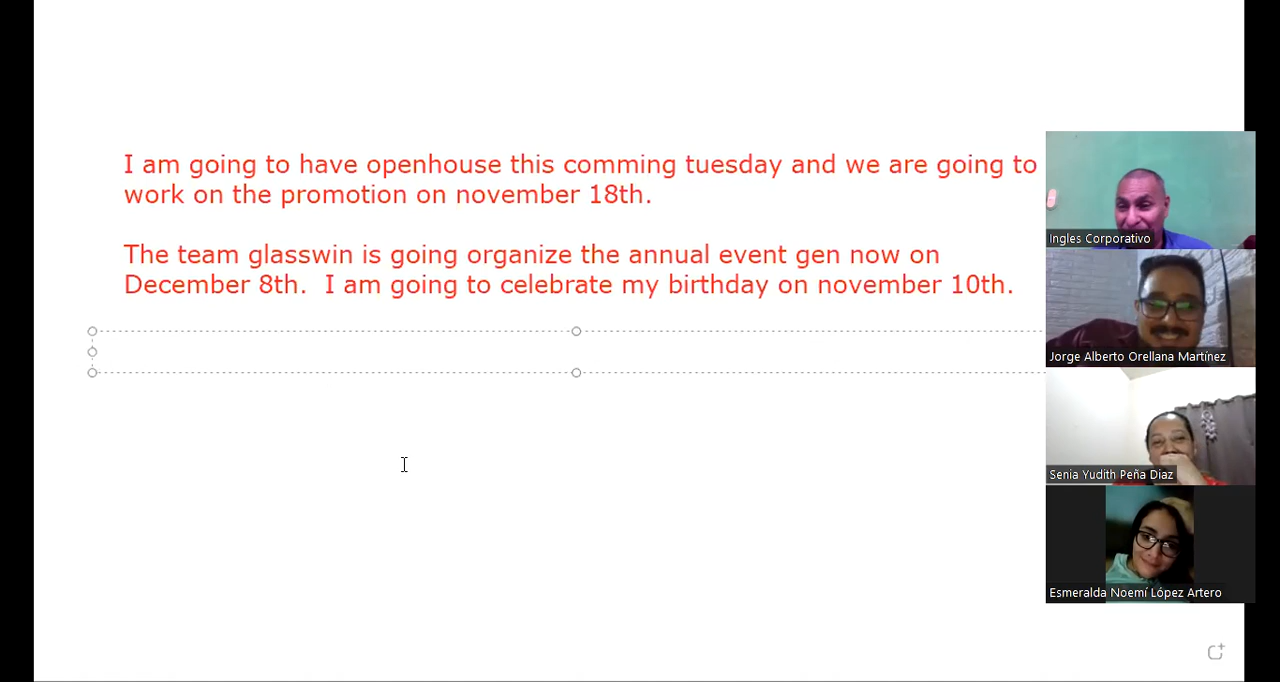 I am going to have openhouse this comming tuesday and we are going to
work on the promotion on november 18th.
The team glasswin is going organize the annual event gen now on
December 8th.  I am going to celebrate my birthday on november 10th.
Ingles Corporativo
Jorge Alberto Orellana Martínez
Senia Yudith Peña Diaz
Esmeralda Noemí López Artero